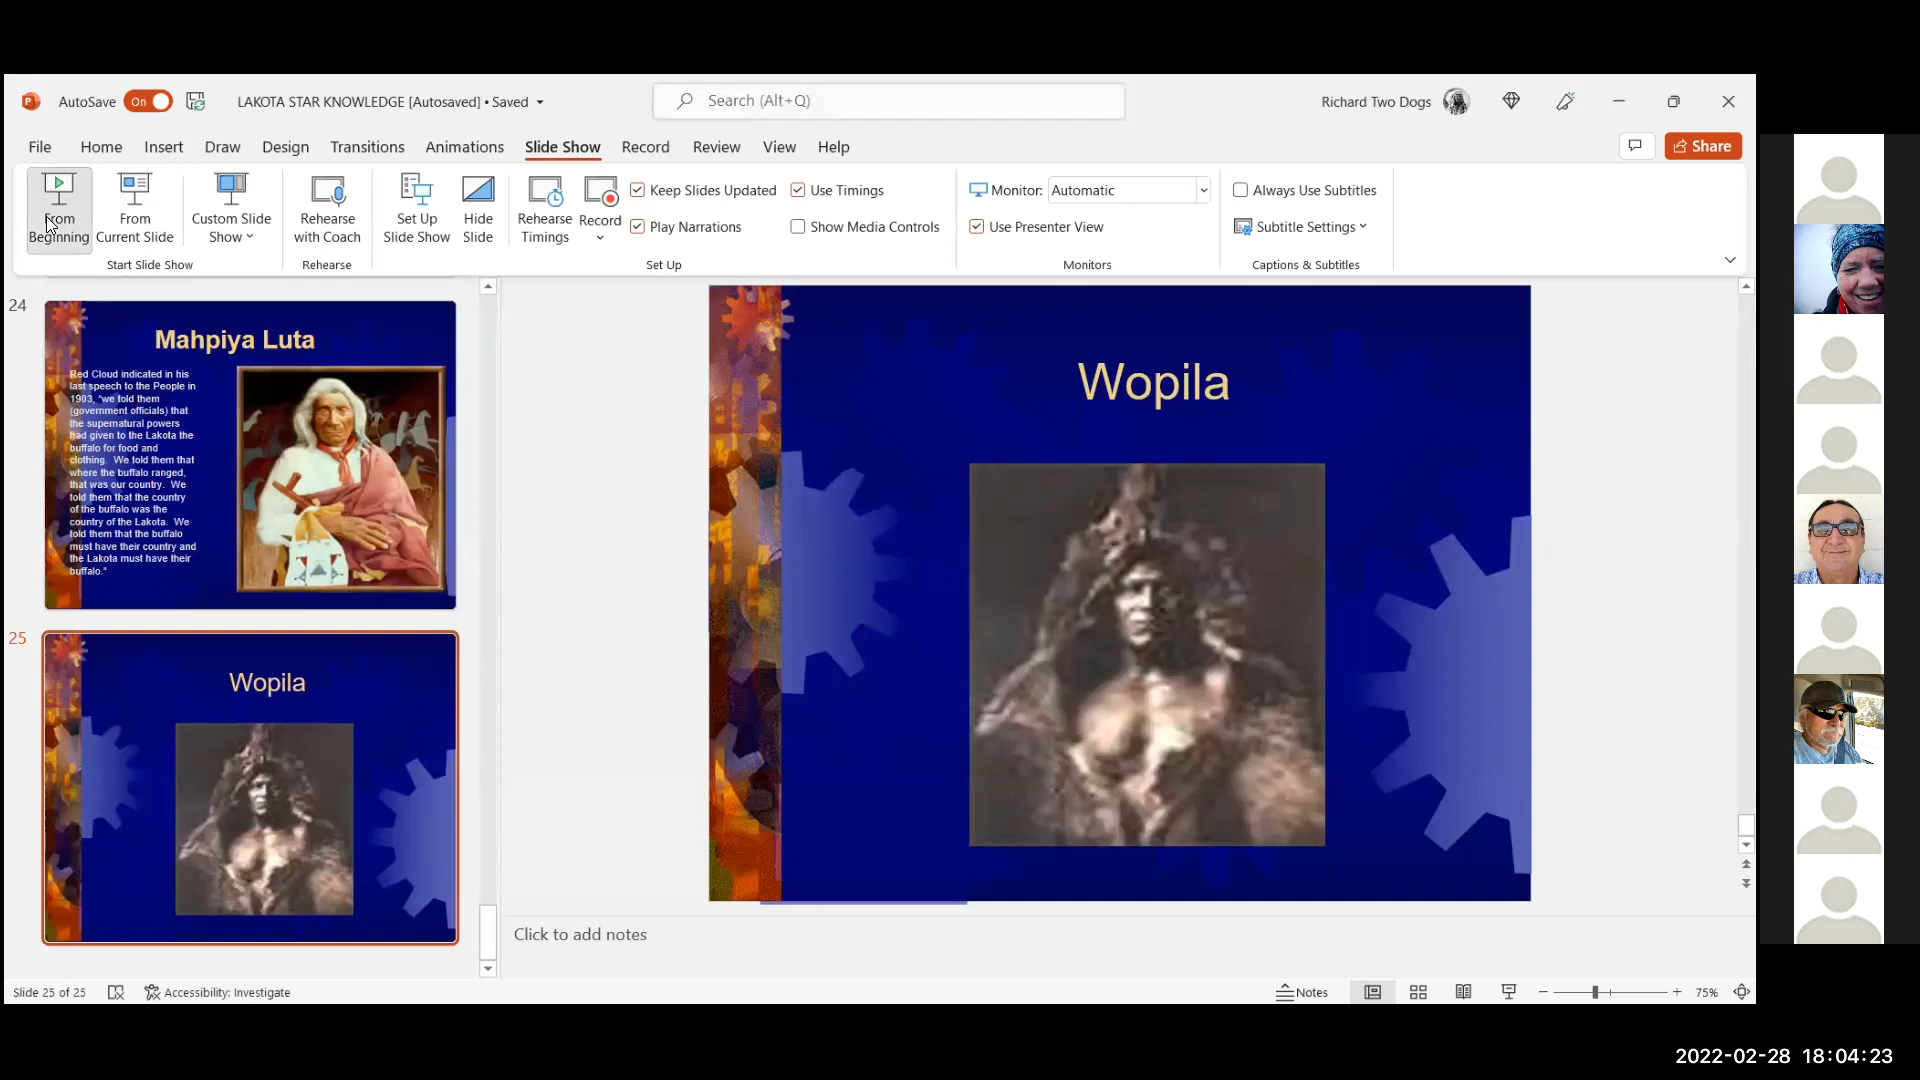 AutoSave On LAKOTA STAR KNOWLEDGE [Autosaved] • Saved Search (Alt+Q) Richard Two Dogs
File Home Insert Draw Design Transitions Animations Slide Show Record Review View Help Share
From Beginning
From Current Slide
Custom Slide Show
Start Slide Show
Rehearse with Coach
Rehearse
Set Up Slide Show
Hide Slide
Rehearse Timings
Record
Keep Slides Updated
Play Narrations
Use Timings
Show Media Controls
Set Up
Monitor: Automatic
Use Presenter View
Monitors
Always Use Subtitles
Subtitle Settings
Captions & Subtitles
24
Mahpiya Luta
Red Cloud indicated in his
last speech to the People in
1903, "we told them
(government officials) that
the supernatural powers
had given to the Lakota the
buffalo for food and
clothing. We told them that
where the buffalo ranged,
that was our country. We
told them that the country
of the buffalo was the
country of the Lakota. We
told them that the buffalo
must have their country and
the Lakota must have their
buffalo."
25
Wopila
Wopila
Click to add notes
Slide 25 of 25 Accessibility: Investigate Notes 75%
2022-02-28 18:04:23